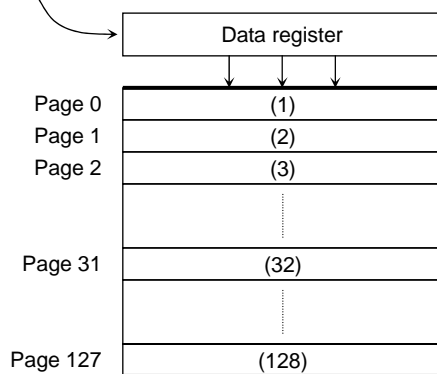 Data register
Page 0 (1)
Page 1 (2)
Page 2 (3)
Page 31 (32)
Page 127 (128)